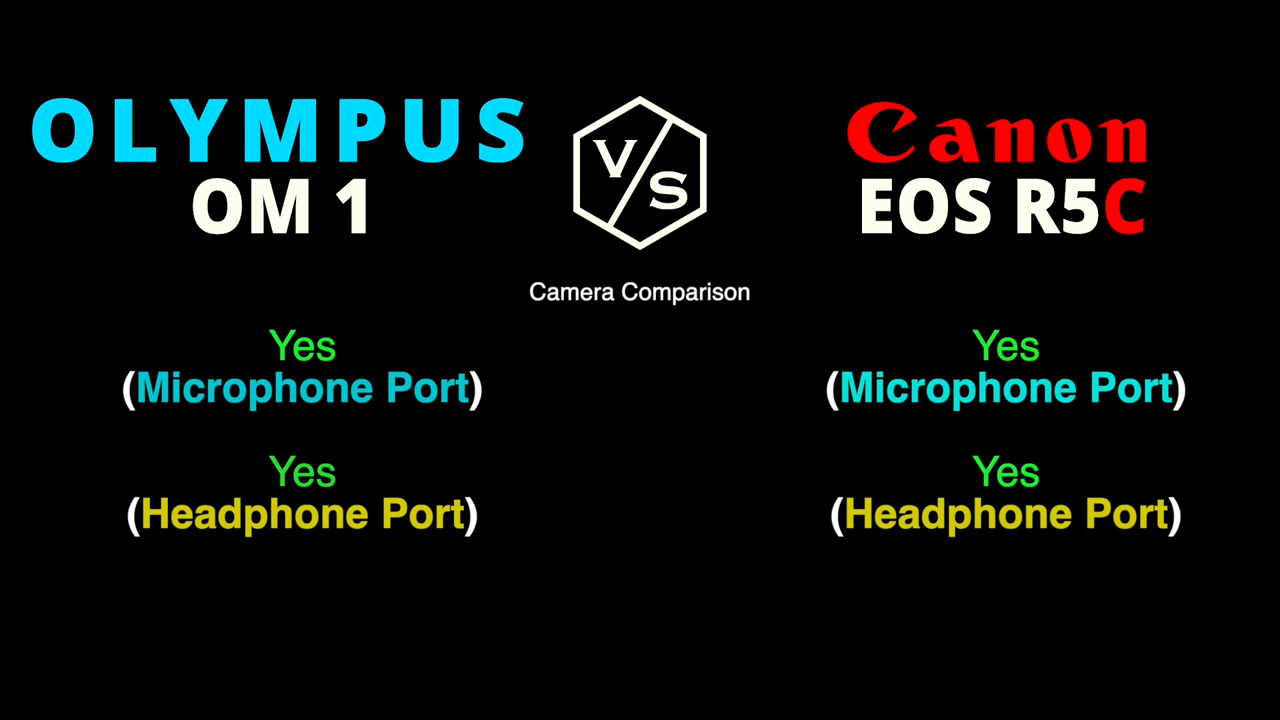 OLYMPUS
OM 1
VS
Canon
EOS R5C
Camera Comparison
Yes
(Microphone Port)
Yes
(Headphone Port)
Yes
(Microphone Port)
Yes
(Headphone Port)